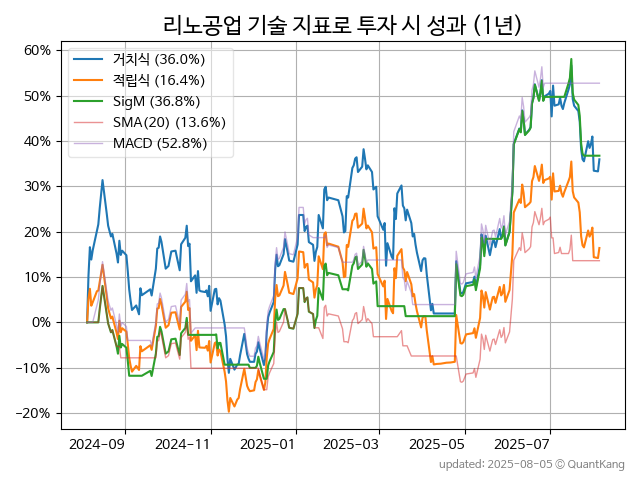 리노공업 기술 지표로 투자 시 성과 (1년)
60%
50%
40%
30%
20%
10%
0%
−10%
−20%
거치식 (36.0%)
적립식 (16.4%)
SigM (36.8%)
SMA(20) (13.6%)
MACD (52.8%)
2024-09
2024-11
2025-01
2025-03
2025-05
2025-07
updated: 2025-08-05 ⓒ QuantKang